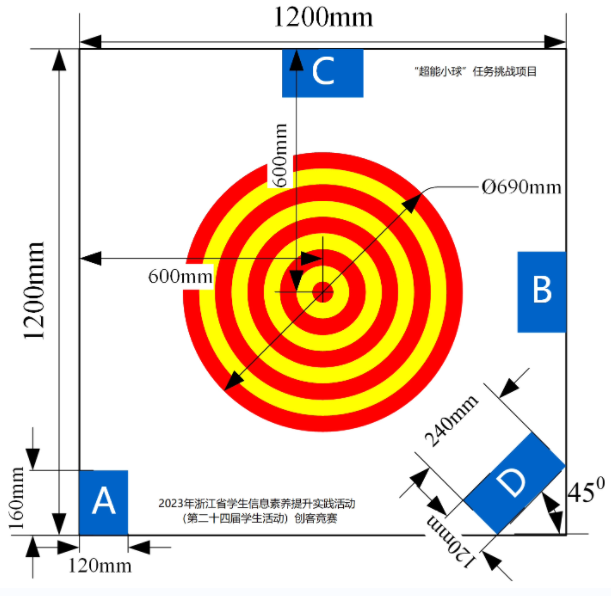 1200mm
C
"超能小球"任务挑战项目
600mm
Ø690mm
600mm
1200mm
B
240mm
D
45⁰
160mm
A
2023年浙江省学生信息素养提升实践活动
(第二十四届学生活动)创客竞赛
120mm
120mm